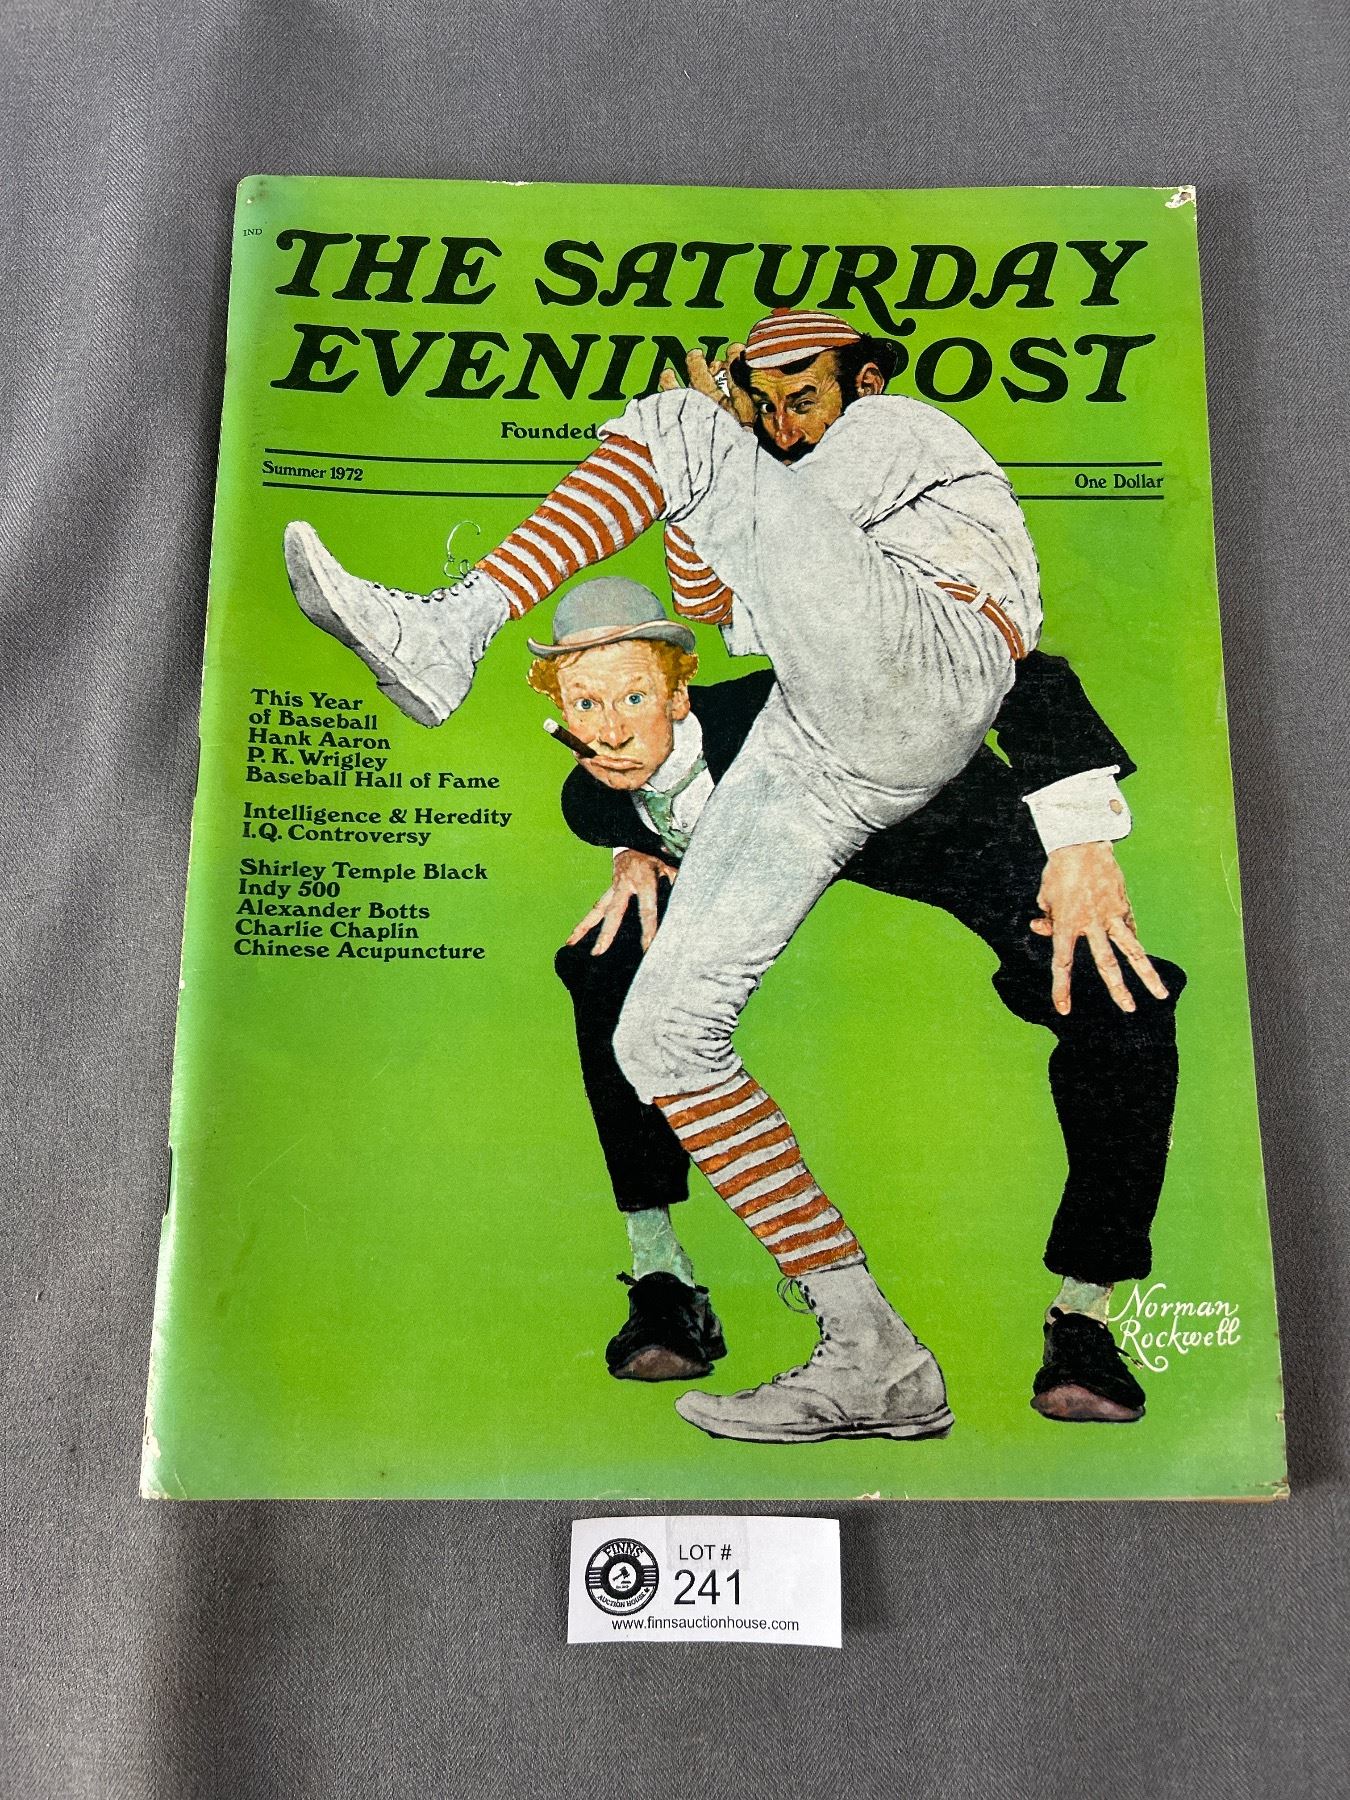 IND
THE SATURDAY
EVENIN POST
Founded
Summer 1972
One Dollar
This Year
of Baseball
Hank Aaron
P. K. Wrigley
Baseball Hall of Fame
Intelligence & Heredity
I.Q. Controversy
Shirley Temple Black
Indy 500
Alexander Botts
Charlie Chaplin
Chinese Acupuncture
Norman
Rockwell
FINNS
AUCTION HOUSE
LOT #
241
www.finnsauctionhouse.com